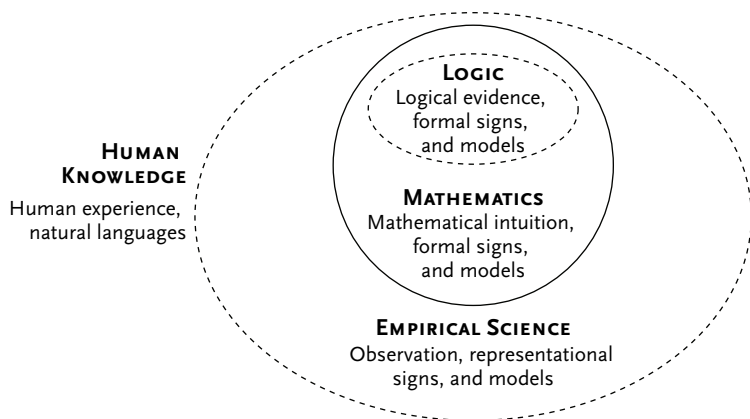 LOGIC
Logical evidence,
formal signs,
and models
HUMAN
KNOWLEDGE
Human experience,
natural languages
MATHEMATICS
Mathematical intuition,
formal signs,
and models
EMPIRICAL SCIENCE
Observation, representational
signs, and models